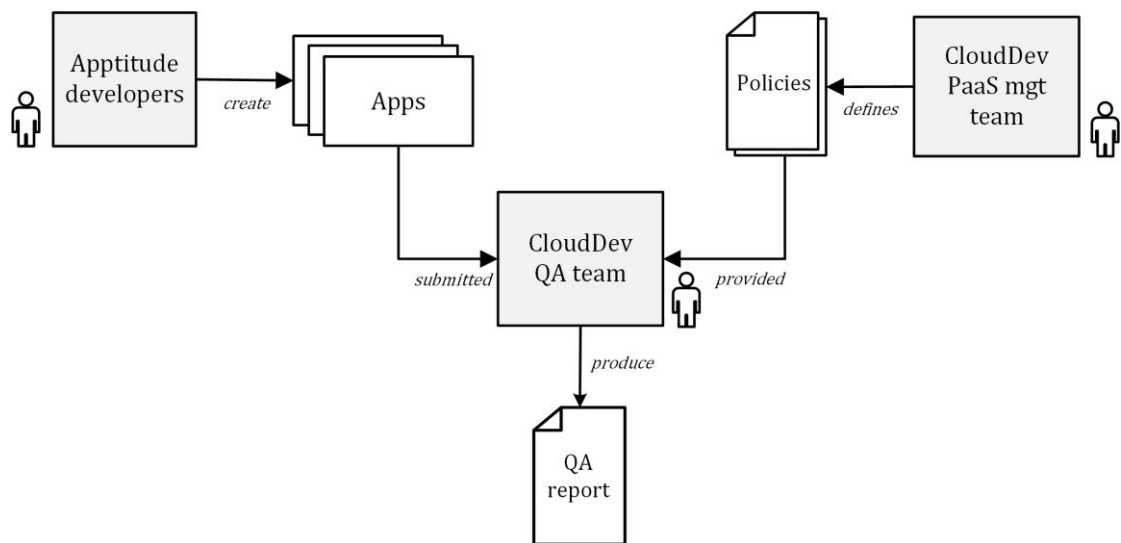 Apptitude
developers
create
Apps
Policies
defines
CloudDev
PaaS mgt
team
submitted
CloudDev
QA team
provided
produce
QA
report